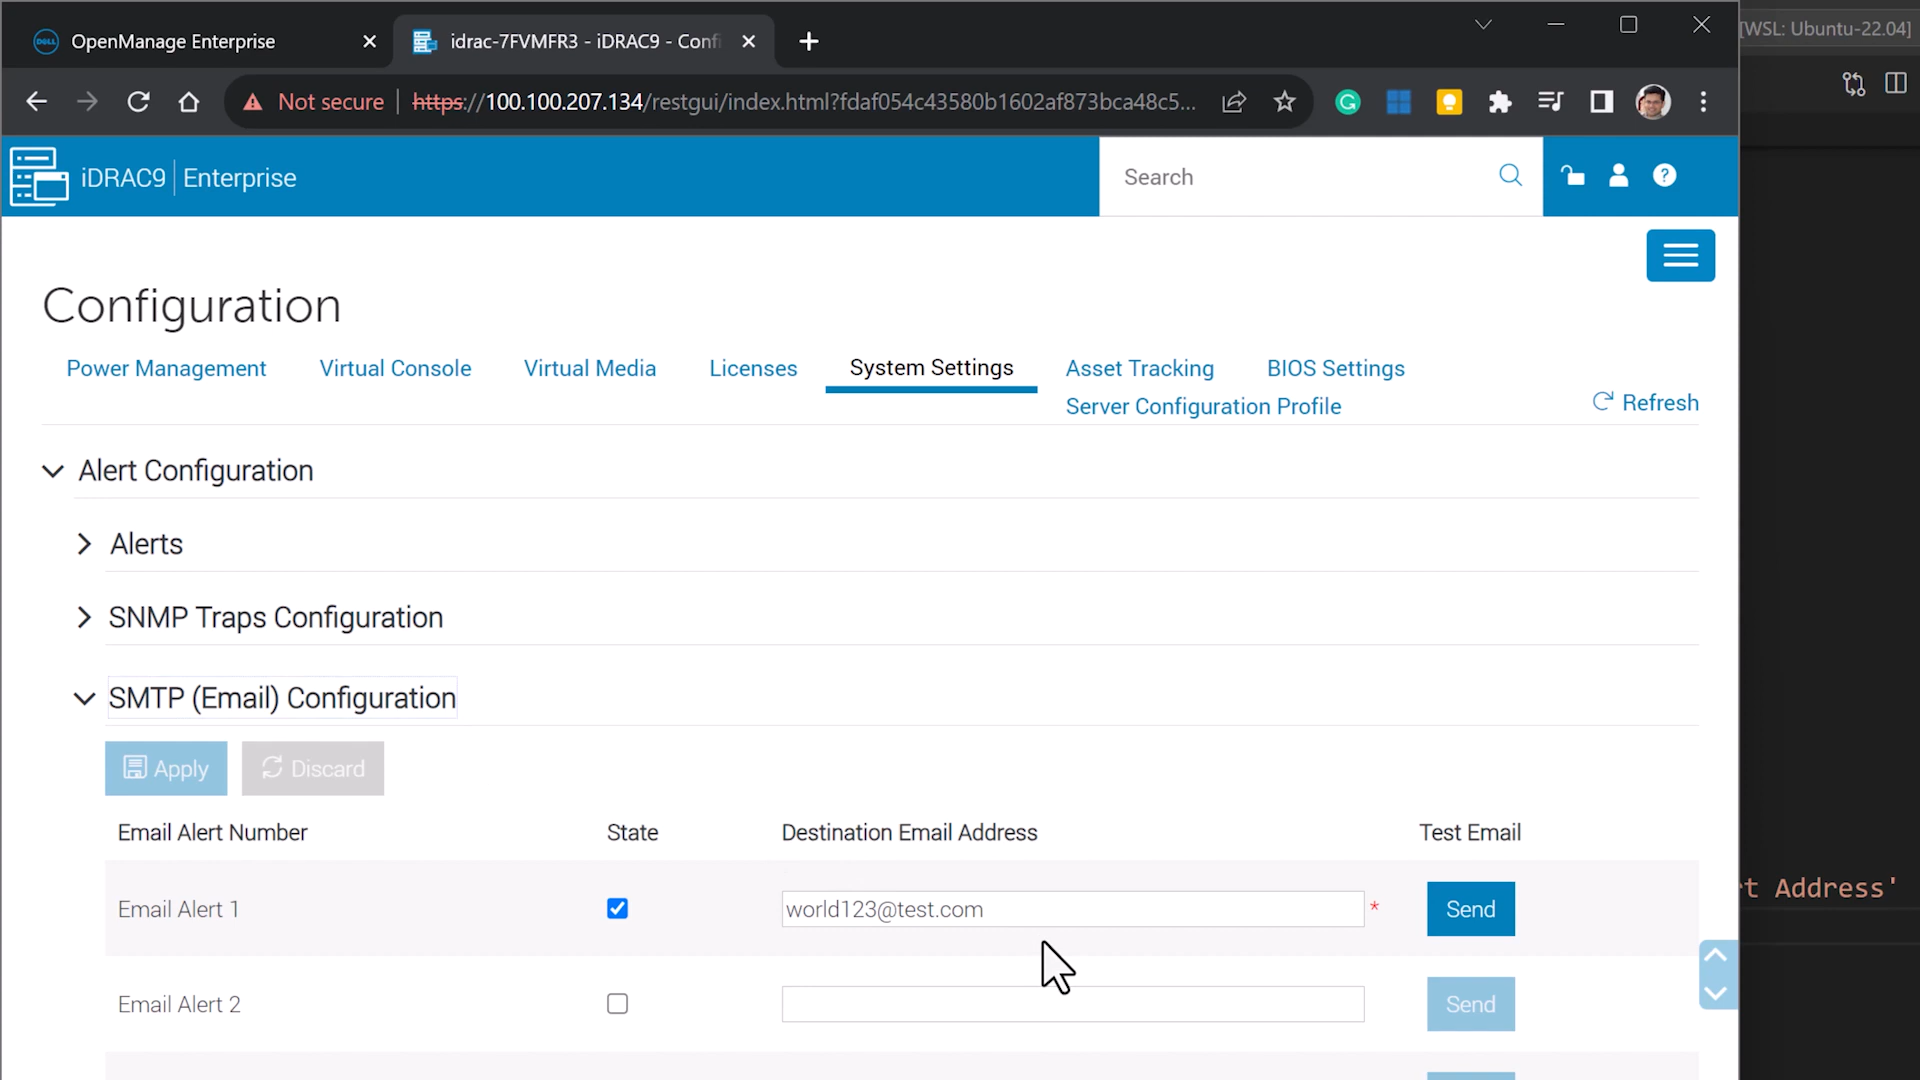 OpenManage Enterprise
idrac-7FVMFR3 - iDRAC9 - Conf
[WSL: Ubuntu-22.04]
Not secure
https://100.100.207.134/restgui/index.html?fdaf054c43580b1602af873bca48c5...
iDRAC9 | Enterprise
Search
Configuration
Power Management
Virtual Console
Virtual Media
Licenses
System Settings
Asset Tracking
BIOS Settings
Server Configuration Profile
Refresh
Alert Configuration
Alerts
SNMP Traps Configuration
SMTP (Email) Configuration
Apply
Discard
Email Alert Number
State
Destination Email Address
Test Email
Email Alert 1
world123@test.com
*
Send
rt Address'
Email Alert 2
Send